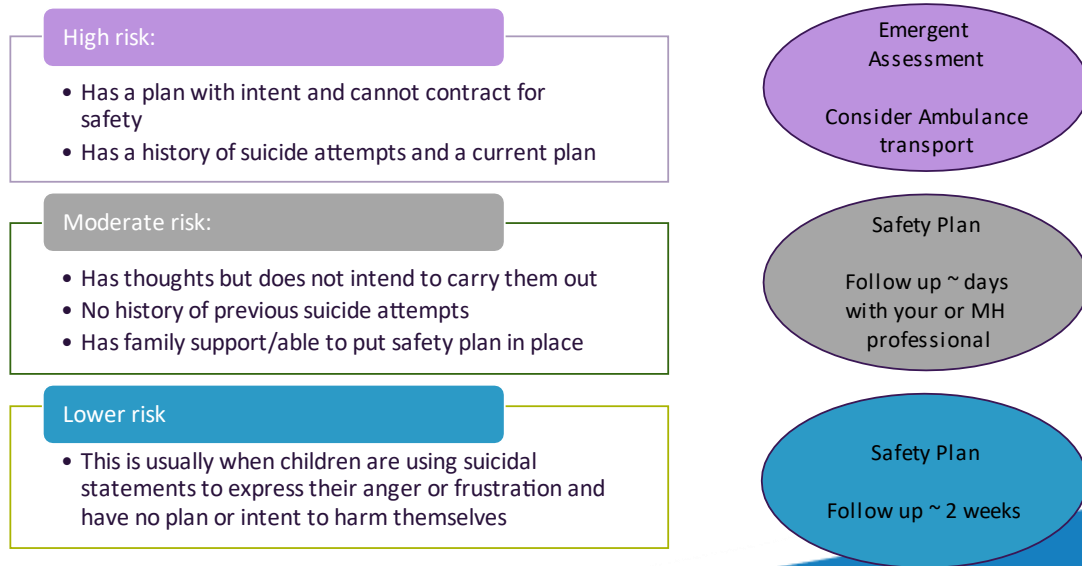 High risk:
• Has a plan with intent and cannot contract for
safety
• Has a history of suicide attempts and a current plan
Emergent
Assessment
Consider Ambulance
transport
Moderate risk:
• Has thoughts but does not intend to carry them out
• No history of previous suicide attempts
• Has family support/able to put safety plan in place
Safety Plan
Follow up ~ days
with your or MH
professional
Lower risk
• This is usually when children are using suicidal
statements to express their anger or frustration and
have no plan or intent to harm themselves
Safety Plan
Follow up ~ 2 weeks